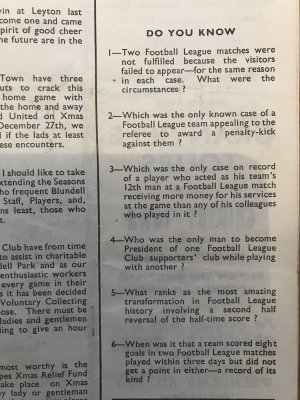 win at Leyton last
come one and came
spirit of good cheer
the future are in the
Town have three
uts to crack this
home game with
the home and away
d United on Xmas
December 27th, we
l if the lads at least
hese encounters.
I should like to take
extending the Seasons
who frequent Blundell
Staff, Players, and,
ns least, those who
t.
Club have from time
to assist in charitable
dell Park and as our
enthusiastic workers
every game in their
s it has been decided
Voluntary Collecting
ose. There must be
ladies and gentlemen
ling to give an hour
most worthy is the
pes Xmas Relief Fund
take place on Xmas
y lady or gentleman
DO YOU KNOW
1—Two Football League matches were
not fulfilled because the visitors
failed to appear—for the same reason
in each case. What were the
circumstances ?
2—Which was the only known case of a
Football League team appealing to the
referee to award a penalty-kick
against them ?
3—Which was the only case on record
of a player who acted as his team's
12th man at a Football League match
receiving more money for his services
at the game than any of his colleagues
who played in it ?
4—Who was the only man to become
President of one Football League
Club supporters' club while playing
with another ?
5—What ranks as the most amazing
transformation in Football League
history involving a second half
reversal of the half-time score ?
6—When was it that a team scored eight
goals in two Football League matches
played within three days but did not
get a point in either—a record of its
kind ?